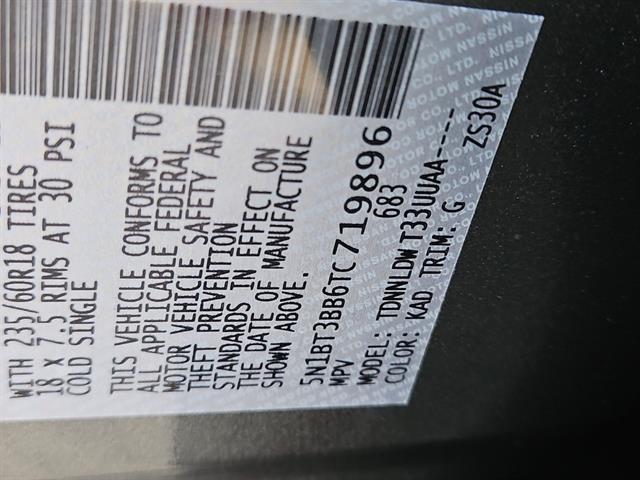 WITH 235/60R18 TIRES
18 X 7.5 RIMS AT 30 PSI
COLD SINGLE
THIS VEHICLE CONFORMS TO
ALL APPLICABLE FEDERAL
MOTOR VEHICLE SAFETY AND
THEFT PREVENTION
STANDARDS IN EFFECT ON
THE DATE OF MANUFACTURE
SHOWN ABOVE.
5N1BT3BB6TC719896
MPV 683
MODEL: TDNNLDW T33UUAA-----
COLOR: KAD TRIM: G ZS30A